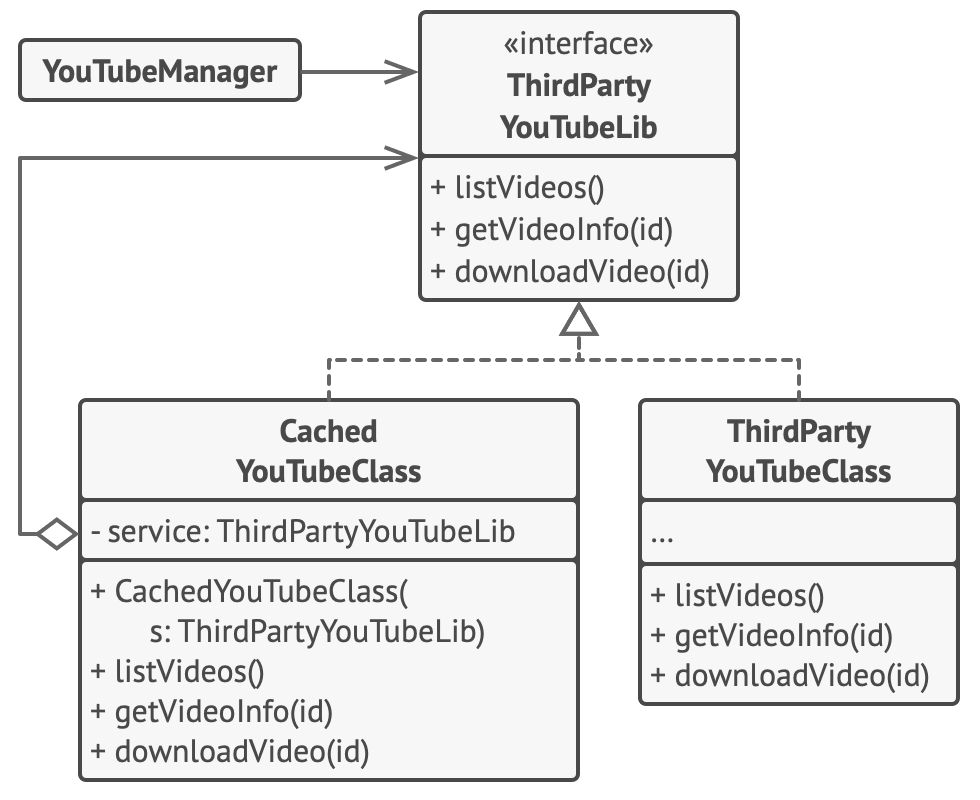 YouTubeManager
«interface»
ThirdParty
YouTubeLib
+ listVideos()
+ getVideoInfo(id)
+ downloadVideo(id)
Cached
YouTubeClass
- service: ThirdPartyYouTubeLib
+ CachedYouTubeClass(
s: ThirdPartyYouTubeLib)
+ listVideos()
+ getVideoInfo(id)
+ downloadVideo(id)
ThirdParty
YouTubeClass
...
+ listVideos()
+ getVideoInfo(id)
+ downloadVideo(id)